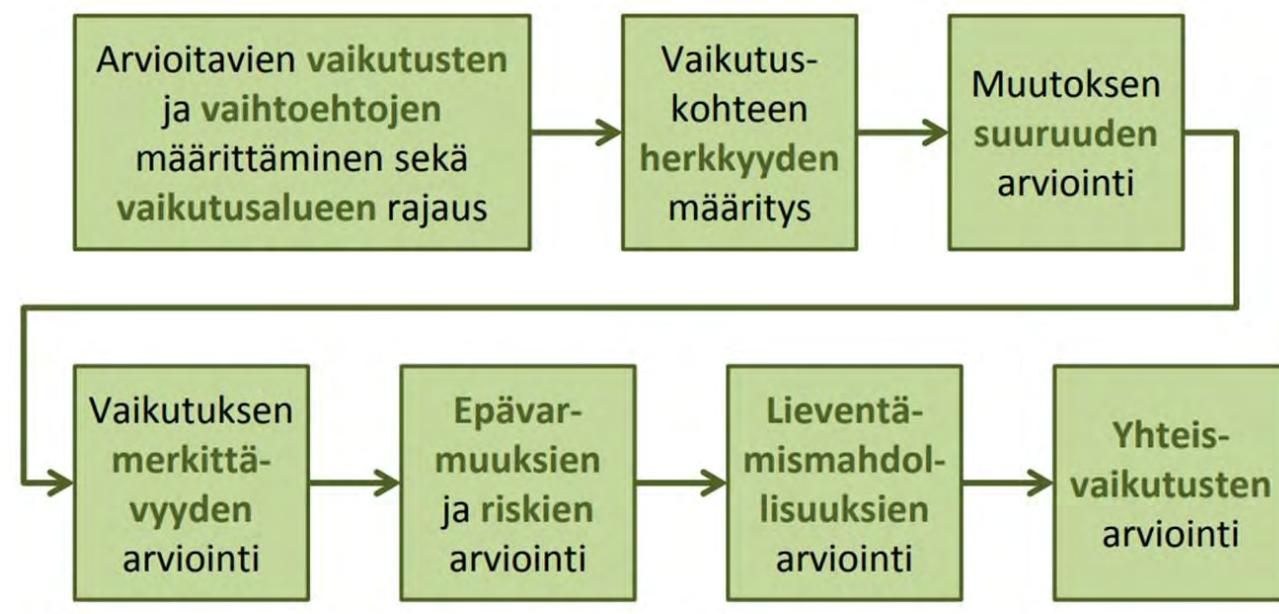 Arvioitavien vaikutusten
ja vaihtoehtojen
määrittäminen sekä
vaikutusalueen rajaus
Vaikutus-
kohteen
herkkyyden
määritys
Muutoksen
suuruuden
arviointi
Vaikutuksen
merkittä-
vyyden
arviointi
Epävar-
muuksien
ja riskien
arviointi
Lieventä-
mismahdol-
lisuuksien
arviointi
Yhteis-
vaikutusten
arviointi